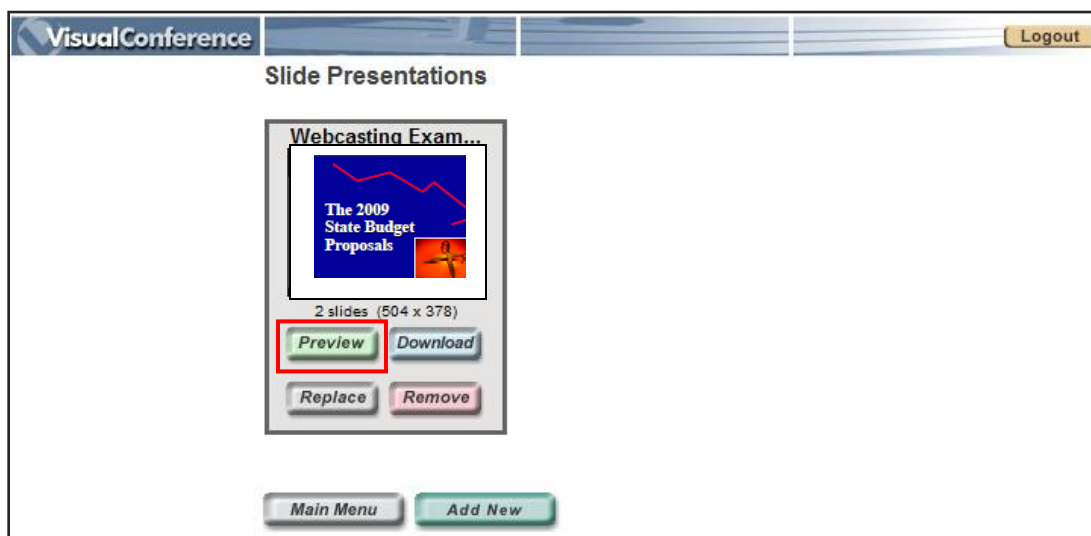 VisualConference
Logout
Slide Presentations
Webcasting Exam...
The 2009
State Budget
Proposals
2 slides (504 x 378)
Preview Download
Replace Remove
Main Menu Add New